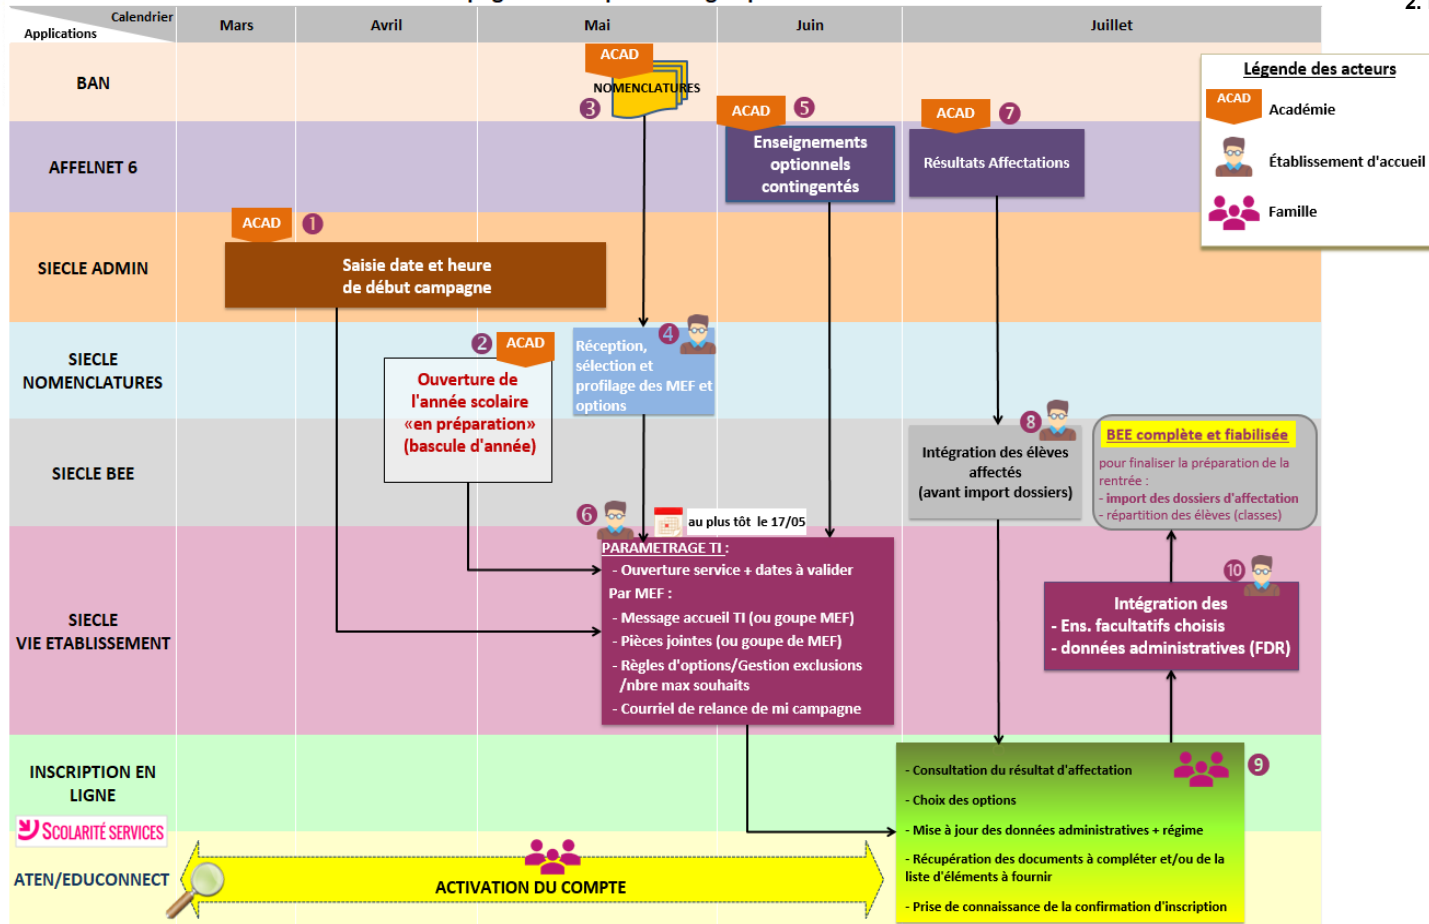 2.
Calendrier
Applications
Mars
Avril
Mai
Juin
Juillet
BAN
ACAD
NOMENCLATURES
3
ACAD
5
ACAD
7
Légende des acteurs
ACAD
Académie
Établissement d'accueil
Famille
AFFELNET 6
Enseignements
optionnels
contingentés
Résultats Affectations
SIECLE ADMIN
ACAD
1
Saisie date et heure
de début campagne
SIECLE
NOMENCLATURES
2
ACAD
Ouverture de
l'année scolaire
«en préparation»
(bascule d'année)
4
Réception,
sélection et
profilage des MEF et
options
SIECLE BEE
8
Intégration des élèves
affectés
(avant import dossiers)
BEE complète et fiabilisée
pour finaliser la préparation de la
rentrée :
- import des dossiers d'affectation
- répartition des élèves (classes)
SIECLE
VIE ETABLISSEMENT
6
au plus tôt le 17/05
PARAMETRAGE TI :
- Ouverture service + dates à valider
Par MEF :
- Message accueil TI (ou goupe MEF)
- Pièces jointes (ou goupe de MEF)
- Règles d'options/Gestion exclusions
/nbre max souhaits
- Courriel de relance de mi campagne
10
Intégration des
- Ens. facultatifs choisis
- données administratives (FDR)
INSCRIPTION EN
LIGNE
SCOLARITÉ SERVICES
9
- Consultation du résultat d'affectation
- Choix des options
- Mise à jour des données administratives + régime
- Récupération des documents à compléter et/ou de la
liste d'éléments à fournir
- Prise de connaissance de la confirmation d'inscription
ATEN/EDUCONNECT
ACTIVATION DU COMPTE